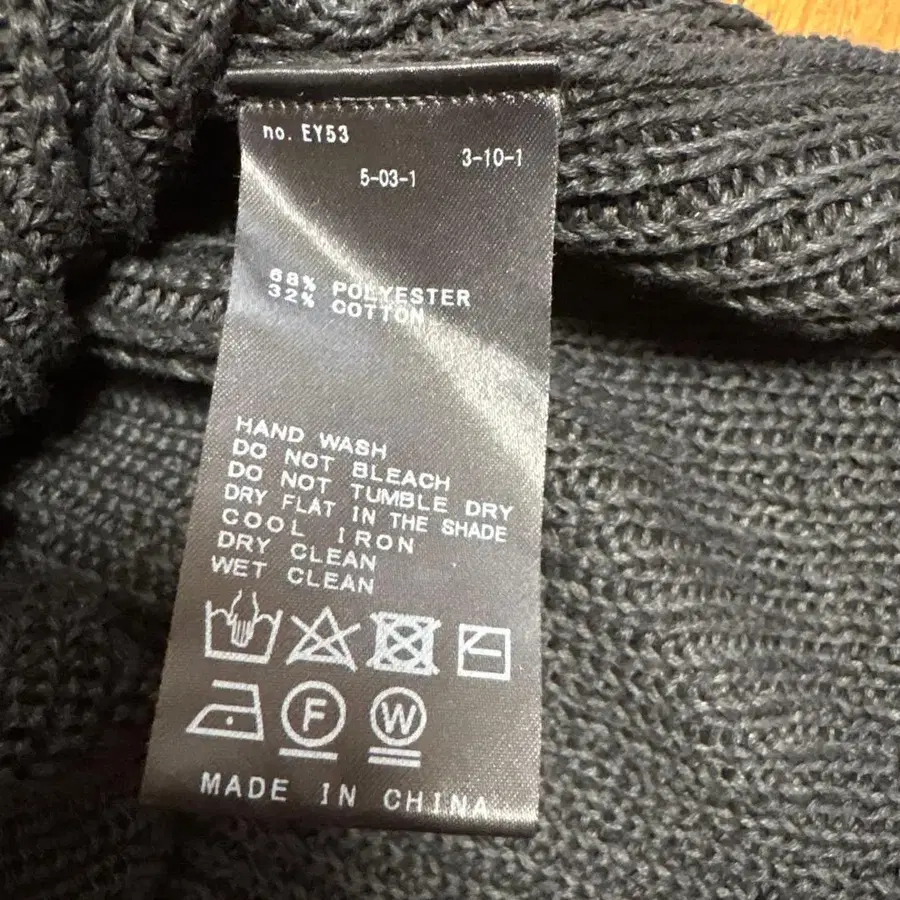 no. EY53
3-10-1
5-03-1
68% POLYESTER
32% COTTON
HAND WASH
DO NOT BLEACH
DO NOT TUMBLE DRY
DRY FLAT IN THE SHADE
COOL IRON
DRY CLEAN
WET CLEAN
F W
MADE IN CHINA